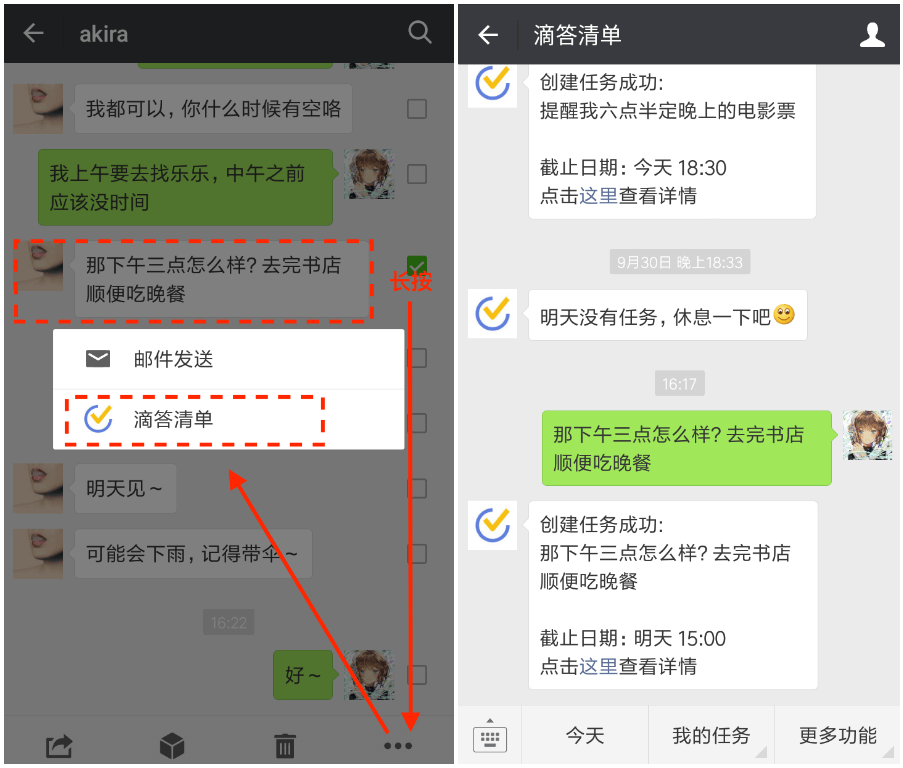 akira
我都可以，你什么时候有空咯
我上午要去找乐乐，中午之前
应该没时间
那下午三点怎么样？去完书店
顺便吃晚餐
长按
邮件发送
滴答清单
明天见～
可能会下雨，记得带伞～
16:22
好～
滴答清单
创建任务成功:
提醒我六点半定晚上的电影票
截止日期: 今天 18:30
点击这里查看详情
9月30日 晚上18:33
明天没有任务，休息一下吧
16:17
那下午三点怎么样？去完书店
顺便吃晚餐
创建任务成功:
那下午三点怎么样？去完书店
顺便吃晚餐
截止日期: 明天 15:00
点击这里查看详情
今天
我的任务
更多功能